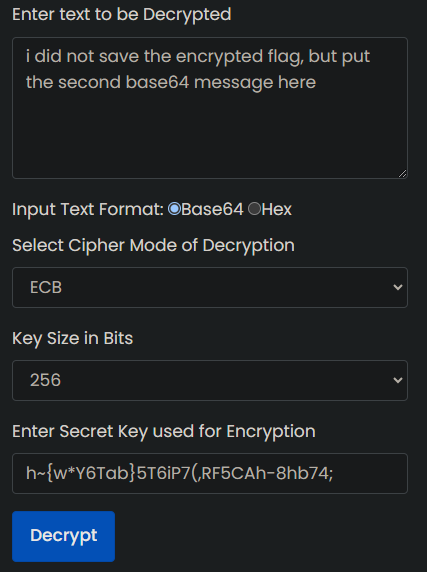 Enter text to be Decrypted
i did not save the encrypted flag, but put
the second base64 message here
Input Text Format: Base64 Hex
Select Cipher Mode of Decryption
ECB
Key Size in Bits
256
Enter Secret Key used for Encryption
h~{w*Y6Tab}5T6iP7(,RF5CAh-8hb74;
Decrypt